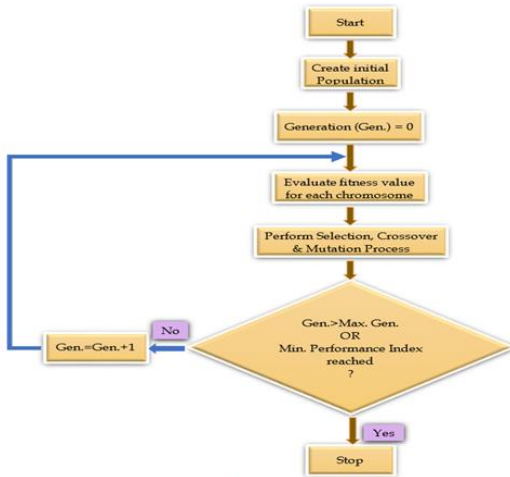 Start
Create initial
Population
Generation (Gen.) = 0
Evaluate fitness value
for each chromosome
Perform Selection, Crossover
& Mutation Process
Gen.>Max. Gen.
OR
Min. Performance Index
reached
?
No
Gen.=Gen.+1
Yes
Stop